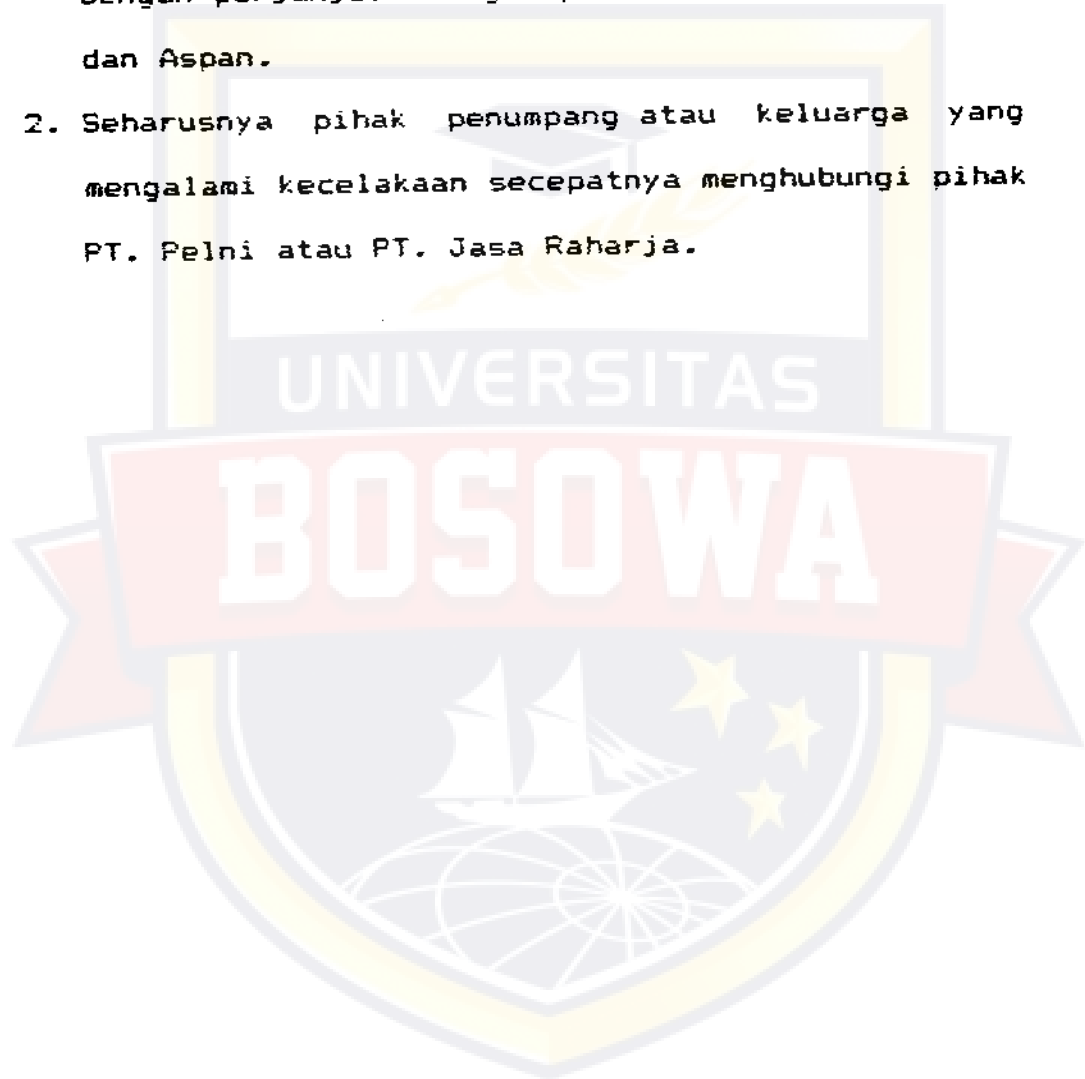 dan Aspan.
2. Seharusnya pihak penumpang atau keluarga yang
mengalami kecelakaan secepatnya menghubungi pihak
PT. Pelni atau PT. Jasa Raharja.
UNIVERSITAS
BOSOWA